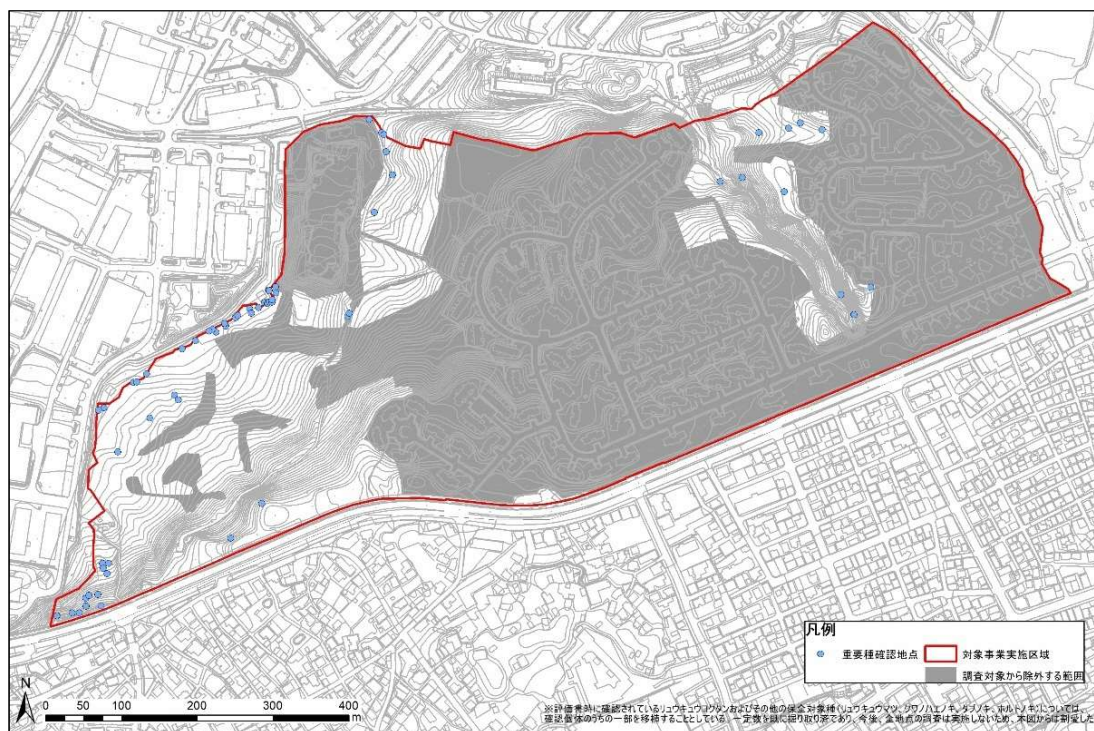 凡例
重要種確認地点
対象事業実施区域
調査対象から除外する範囲
N
0 50 100 200 300 400
m
※評価書時に確認されているリュウキュウコクタンおよびその他の保全対象種(リュウキュウマツ、クワノハエノキ、タブノキ、ホルトノキ)については、
確認個体のうちの一部を移植することとしている。一定数を既に掘り取り済であり、今後、全地点の調査は実施しないため、本図からは割愛した